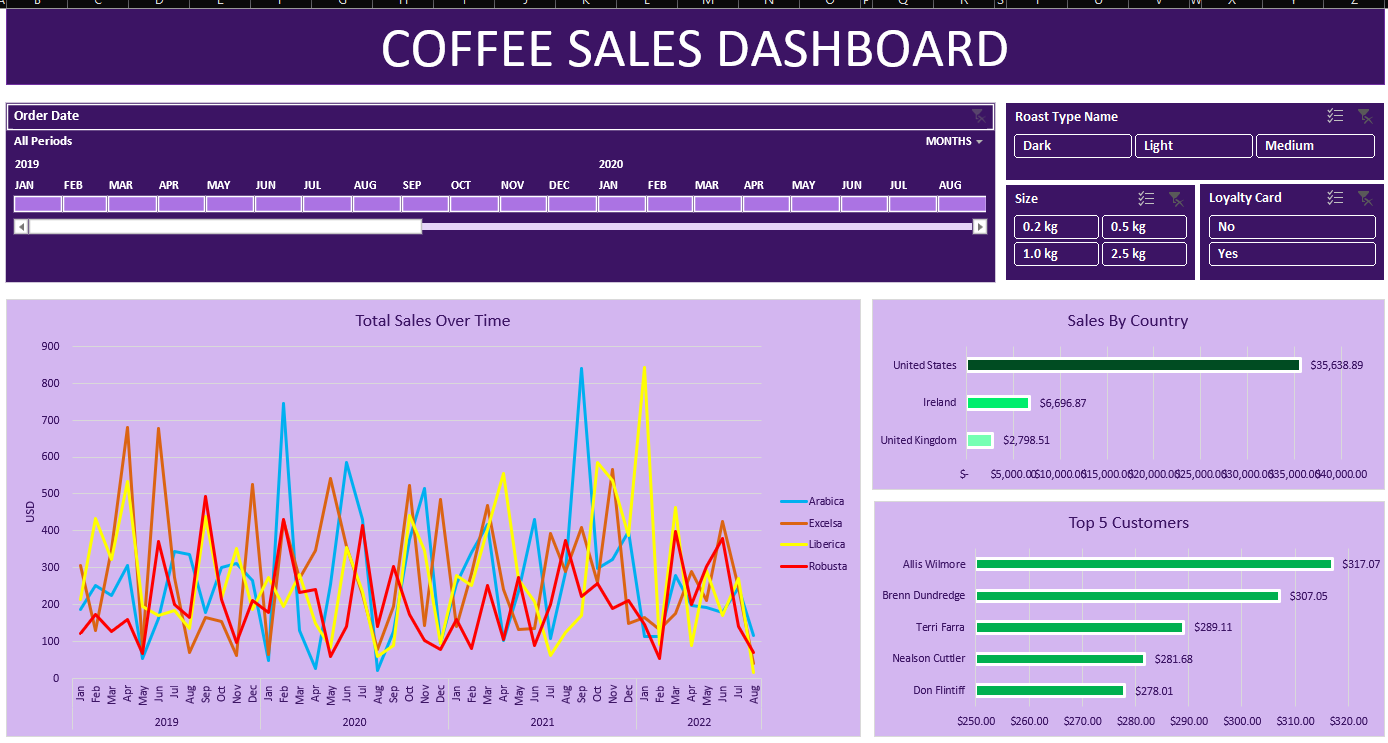 COFFEE SALES DASHBOARD
Order Date
All Periods MONTHS
2019 2020
JAN FEB MAR APR MAY JUN JUL AUG SEP OCT NOV DEC JAN FEB MAR APR MAY JUN JUL AUG
Roast Type Name
Dark Light Medium
Size
0.2 kg 0.5 kg
1.0 kg 2.5 kg
Loyalty Card
No
Yes
Total Sales Over Time
900
800
700
600
500
400
300
200
100
0
USD
Jan Feb Mar Apr May Jun Jul Aug Sep Oct Nov Dec Jan Feb Mar Apr May Jun Jul Aug Sep Oct Nov Dec Jan Feb Mar Apr May Jun Jul Aug Sep Oct Nov Dec Jan Feb Mar Apr May Jun Jul Aug
2019 2020 2021 2022
Arabica
Excelsa
Liberica
Robusta
Sales By Country
United States $35,638.89
Ireland $6,696.87
United Kingdom $2,798.51
$- $5,000.00 $10,000.00 $15,000.00 $20,000.00 $25,000.00 $30,000.00 $35,000.00 $40,000.00
Top 5 Customers
Allis Wilmore $317.07
Brenn Dundredge $307.05
Terri Farra $289.11
Nealson Cuttler $281.68
Don Flintiff $278.01
$250.00 $260.00 $270.00 $280.00 $290.00 $300.00 $310.00 $320.00